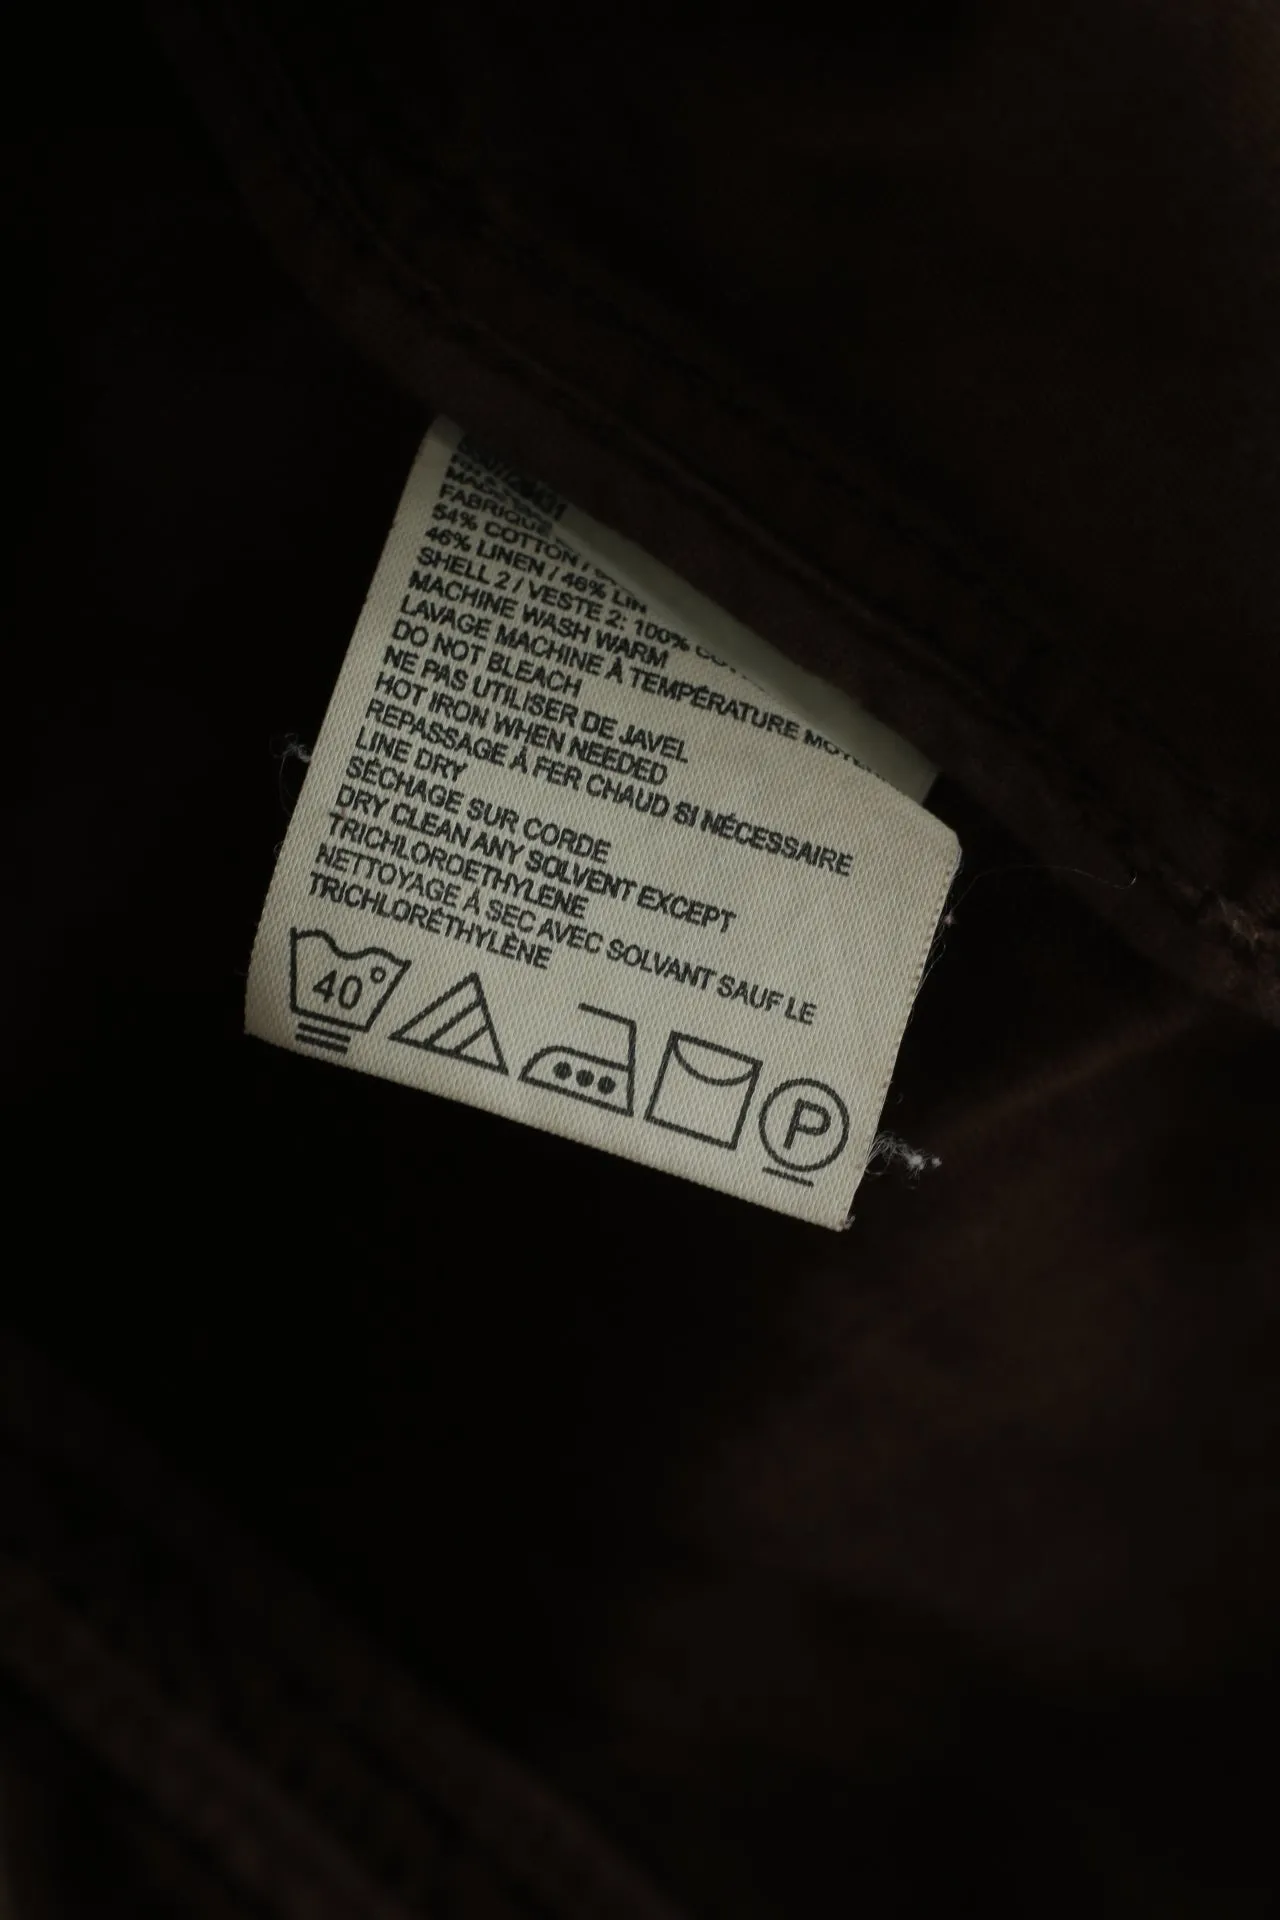 FABRIQUÉ
54% COTTON /
46% LINEN / 46% LIN
SHELL 2 / VESTE 2: 100%
MACHINE WASH WARM
LAVAGE MACHINE À TEMPÉRATURE
DO NOT BLEACH
NE PAS UTILISER DE JAVEL
HOT IRON WHEN NEEDED
REPASSAGE À FER CHAUD SI NÉCESSAIRE
LINE DRY
SÉCHAGE SUR CORDE
DRY CLEAN ANY SOLVENT EXCEPT
TRICHLOROETHYLENE
NETTOYAGE À SEC AVEC SOLVANT SAUF LE
TRICHLORÉTHYLÈNE
40° P